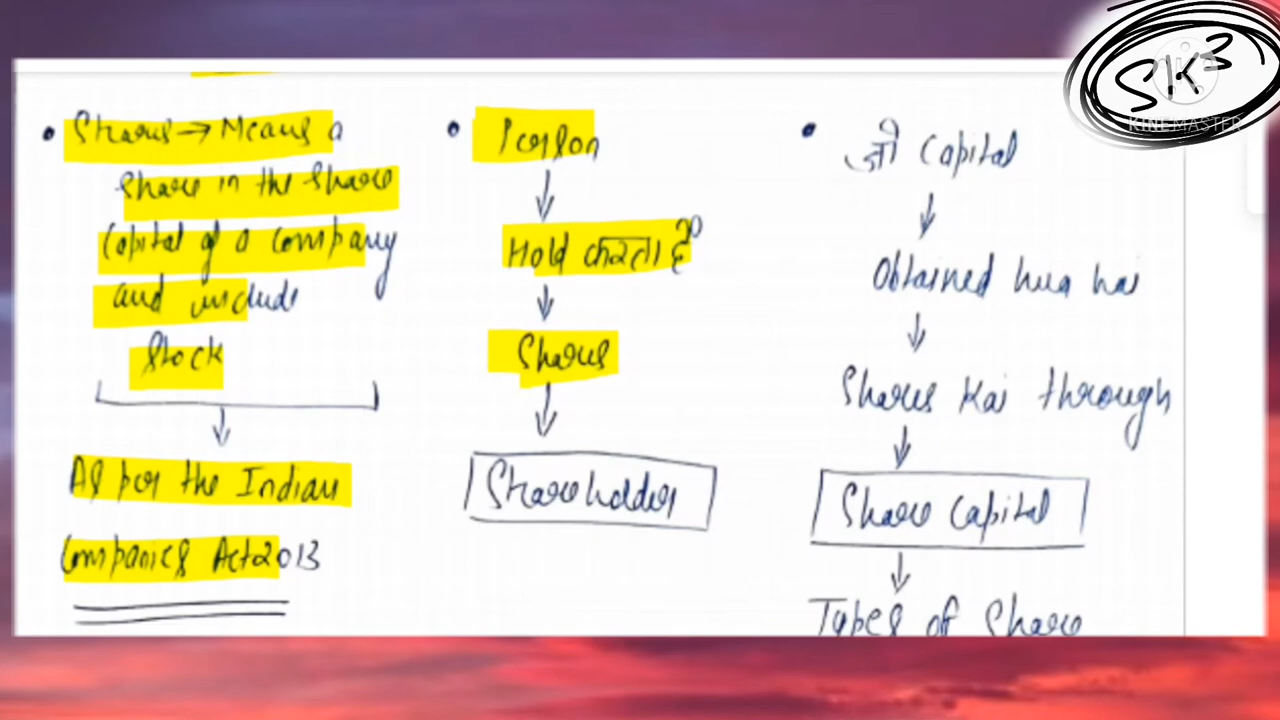 SK3
KINEMASTER
• Shares → Means a
share in the share
capital of a company
and include
Stock
As per the Indian
Companies Act 2013
• Person
Hold करता है
Shares
Shareholder
• जो Capital
Obtained hua hai
Shares Kai through
Share Capital
Types of Share